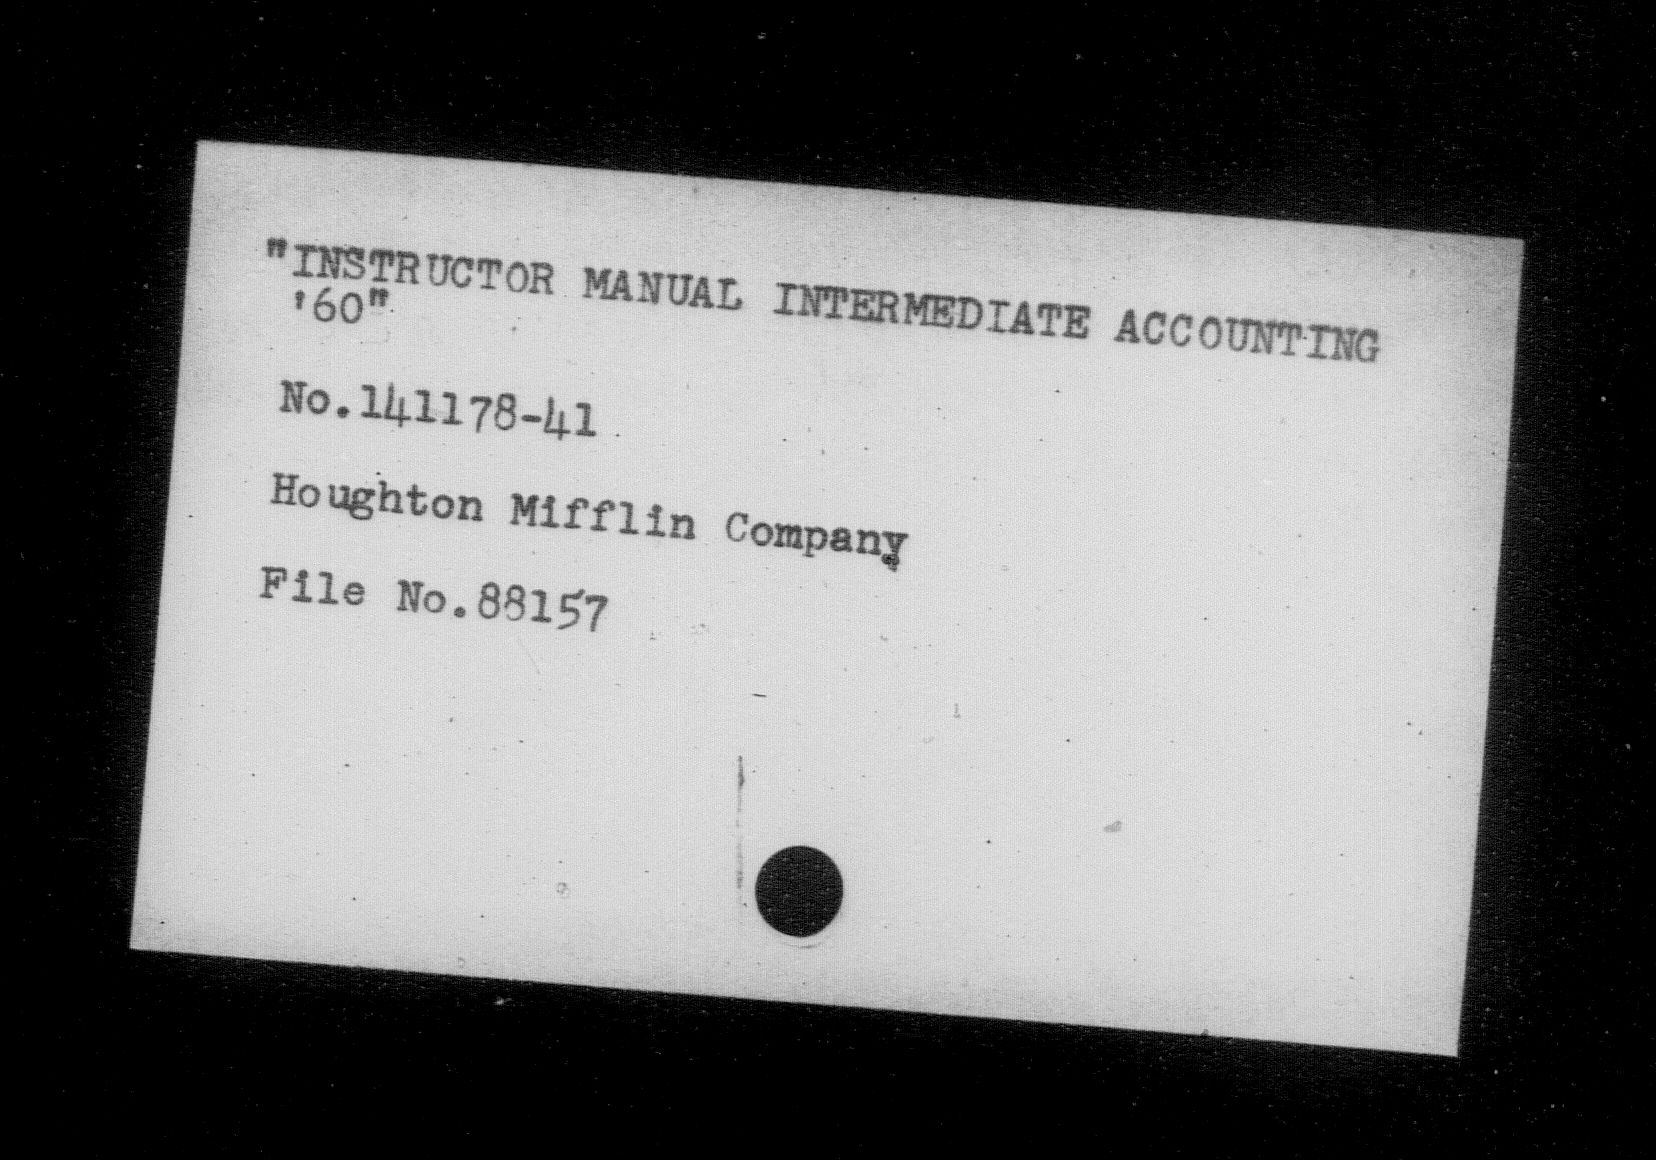 "INSTRUCTOR MANUAL INTERMEDIATE ACCOUNTING
'60"
No.141178-41
Houghton Mifflin Company
File No.88157